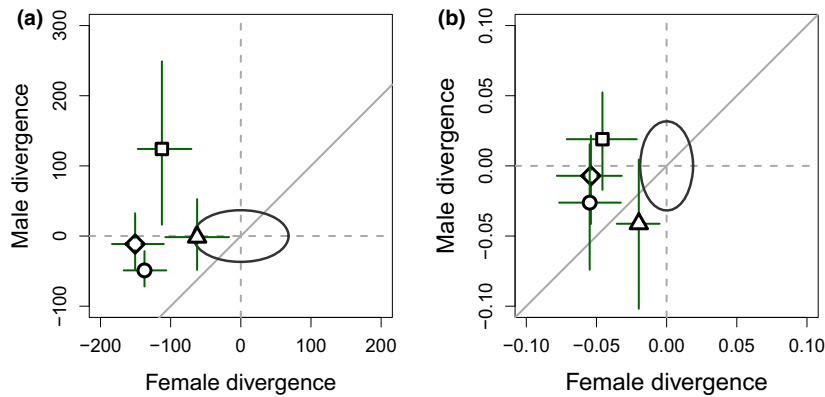 (a)
Male divergence
300
200
100
0
−100
−200 −100 0 100 200
Female divergence
(b)
Male divergence
0.10
0.05
0.00
−0.05
−0.10
−0.10 −0.05 0.00 0.05 0.10
Female divergence